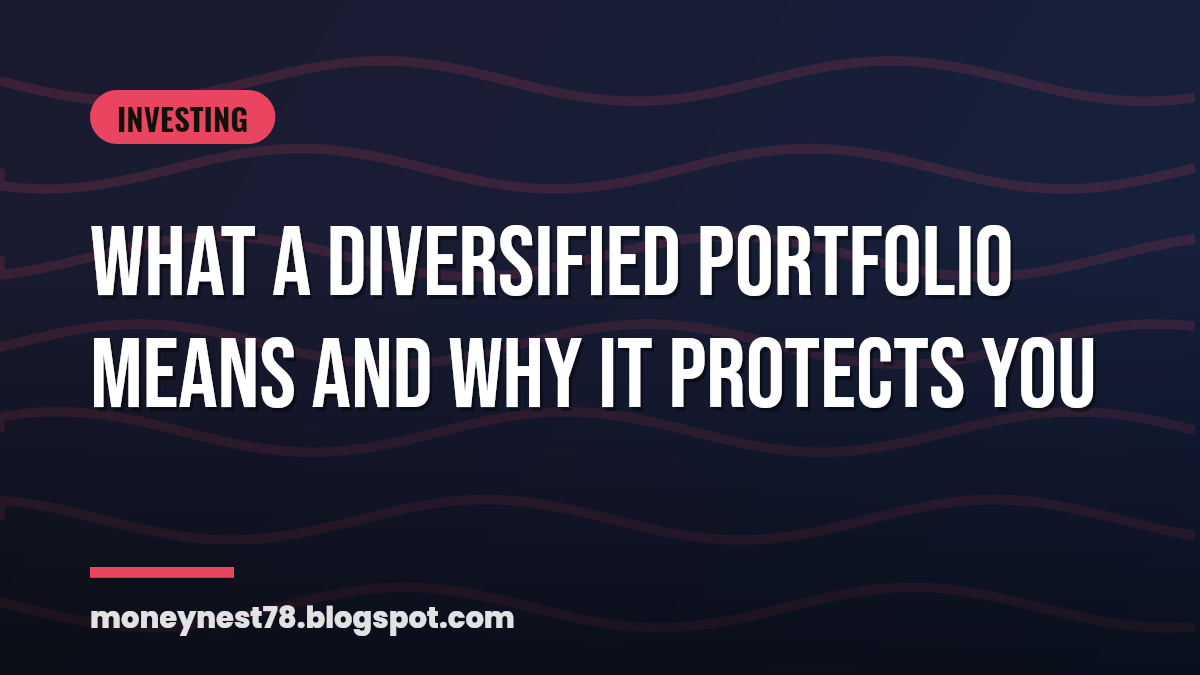 INVESTING
WHAT A DIVERSIFIED PORTFOLIO
MEANS AND WHY IT PROTECTS YOU
moneynest78.blogspot.com